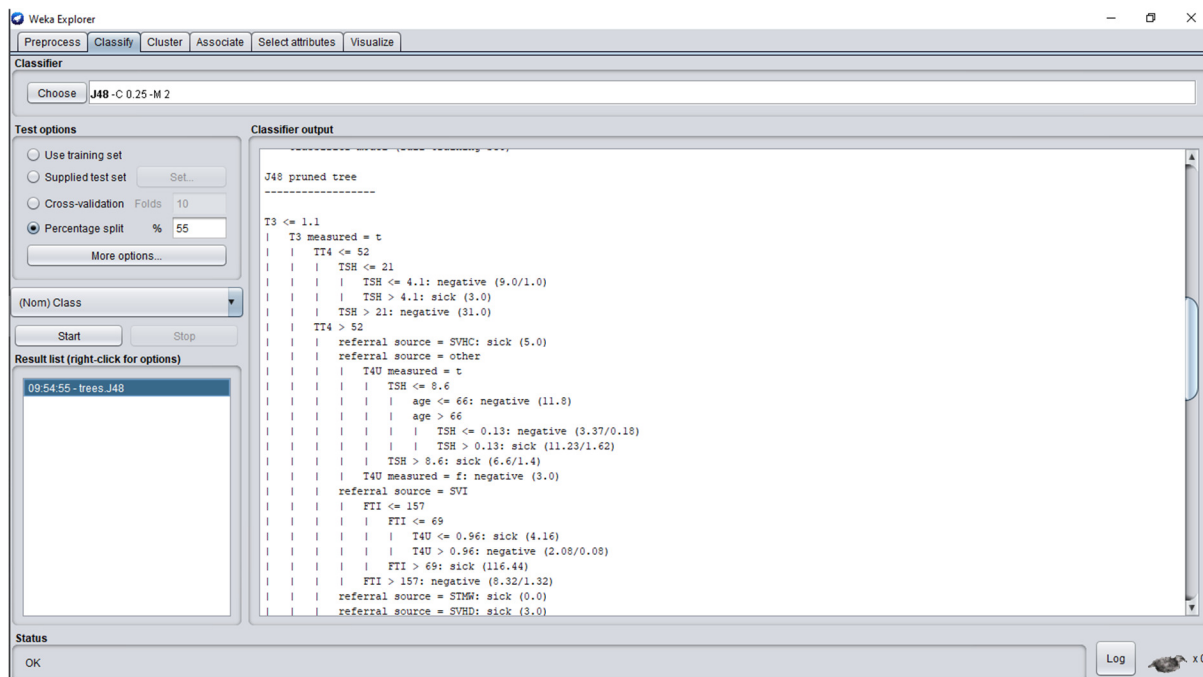 Weka Explorer
Preprocess Classify Cluster Associate Select attributes Visualize
Classifier
Choose J48 -C 0.25 -M 2
Test options
Use training set
Supplied test set Set...
Cross-validation Folds 10
Percentage split % 55
More options...
(Nom) Class
Start Stop
Result list (right-click for options)
09:54:55 - trees.J48
Classifier output
J48 pruned tree
------------------
T3 <= 1.1
|   T3 measured = t
|   |   TT4 <= 52
|   |   |   TSH <= 21
|   |   |   |   TSH <= 4.1: negative (9.0/1.0)
|   |   |   |   TSH > 4.1: sick (3.0)
|   |   |   TSH > 21: negative (31.0)
|   |   TT4 > 52
|   |   |   referral source = SVHC: sick (5.0)
|   |   |   referral source = other
|   |   |   |   T4U measured = t
|   |   |   |   |   TSH <= 8.6
|   |   |   |   |   |   age <= 66: negative (11.8)
|   |   |   |   |   |   age > 66
|   |   |   |   |   |   |   TSH <= 0.13: negative (3.37/0.18)
|   |   |   |   |   |   |   TSH > 0.13: sick (11.23/1.62)
|   |   |   |   |   TSH > 8.6: sick (6.6/1.4)
|   |   |   |   T4U measured = f: negative (3.0)
|   |   |   referral source = SVI
|   |   |   |   FTI <= 157
|   |   |   |   |   FTI <= 69
|   |   |   |   |   |   T4U <= 0.96: sick (4.16)
|   |   |   |   |   |   T4U > 0.96: negative (2.08/0.08)
|   |   |   |   |   FTI > 69: sick (116.44)
|   |   |   |   FTI > 157: negative (8.32/1.32)
|   |   |   referral source = STMW: sick (0.0)
|   |   |   referral source = SVHD: sick (3.0)
Status
OK
Log x 0